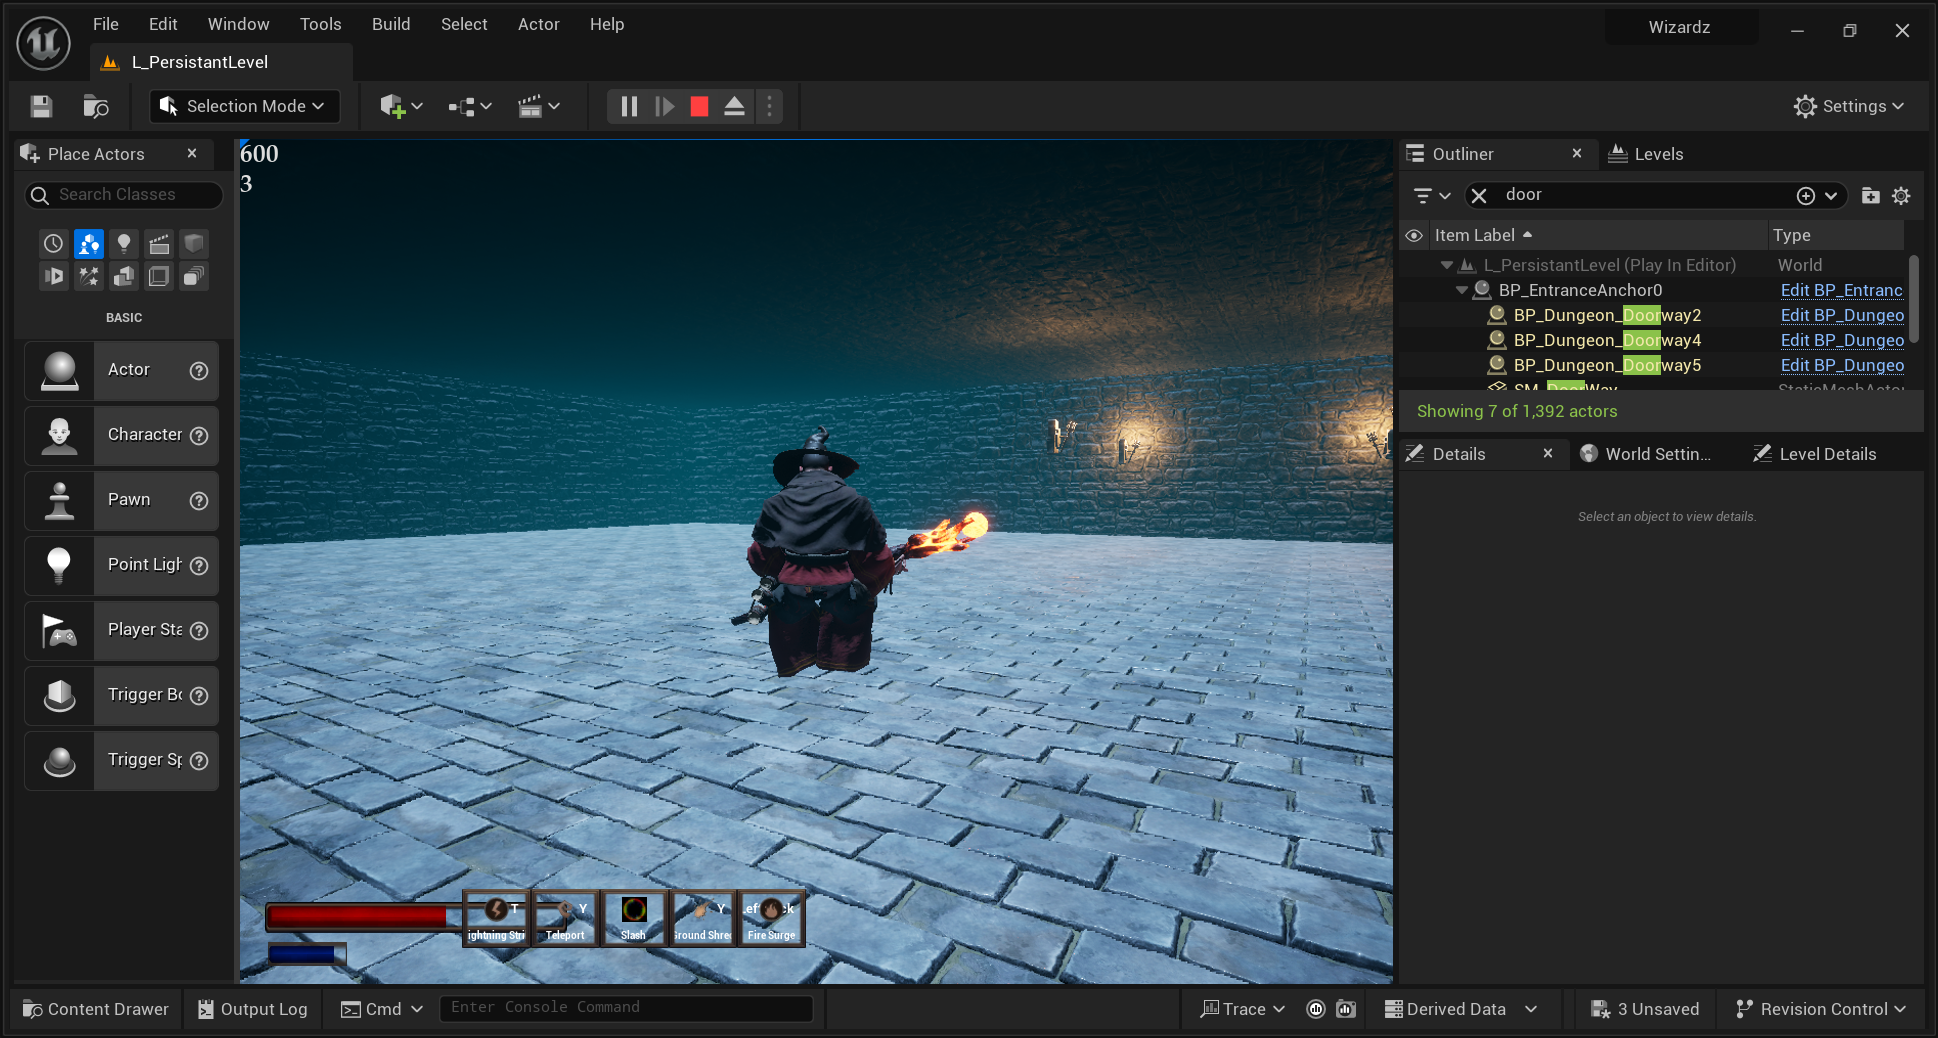 File Edit Window Tools Build Select Actor Help
Wizardz
L_PersistantLevel
Selection Mode
Settings
Place Actors
Search Classes
BASIC
Actor
Character
Pawn
Point Ligh
Player Sta
Trigger Bo
Trigger Sp
600
3
T
Y
Y
ightning Stri
Teleport
Slash
Ground Shred
Fire Surge
Outliner
Levels
door
Item Label
Type
L_PersistantLevel (Play In Editor) World
BP_EntranceAnchor0 Edit BP_Entranc
BP_Dungeon_Doorway2 Edit BP_Dungeo
BP_Dungeon_Doorway4 Edit BP_Dungeo
BP_Dungeon_Doorway5 Edit BP_Dungeo
SM_DoorWay StaticMeshActor
Showing 7 of 1,392 actors
Details
World Settin...
Level Details
Select an object to view details.
Content Drawer
Output Log
Cmd
Enter Console Command
Trace
Derived Data
3 Unsaved
Revision Control